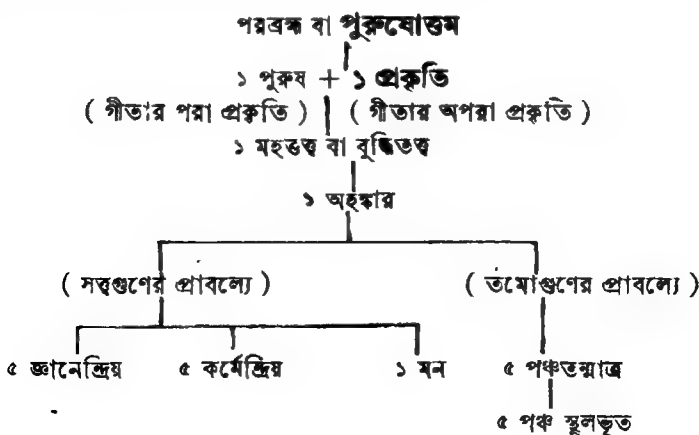 পরব্রহ্ম বা পুরুষোত্তম
১ পুরুষ + ১ প্রকৃতি
( গীতার পরা প্রকৃতি ) ( গীতার অপরা প্রকৃতি )
১ মহত্তত্ত্ব বা বুদ্ধিতত্ত্ব
১ অহঙ্কার
( সত্ত্বগুণের প্রাবল্যে ) ( তমোগুণের প্রাবল্যে )
৫ জ্ঞানেন্দ্রিয় ৫ কর্মেন্দ্রিয় ১ মন ৫ পঞ্চতন্মাত্র
৫ পঞ্চ স্থূলভূত